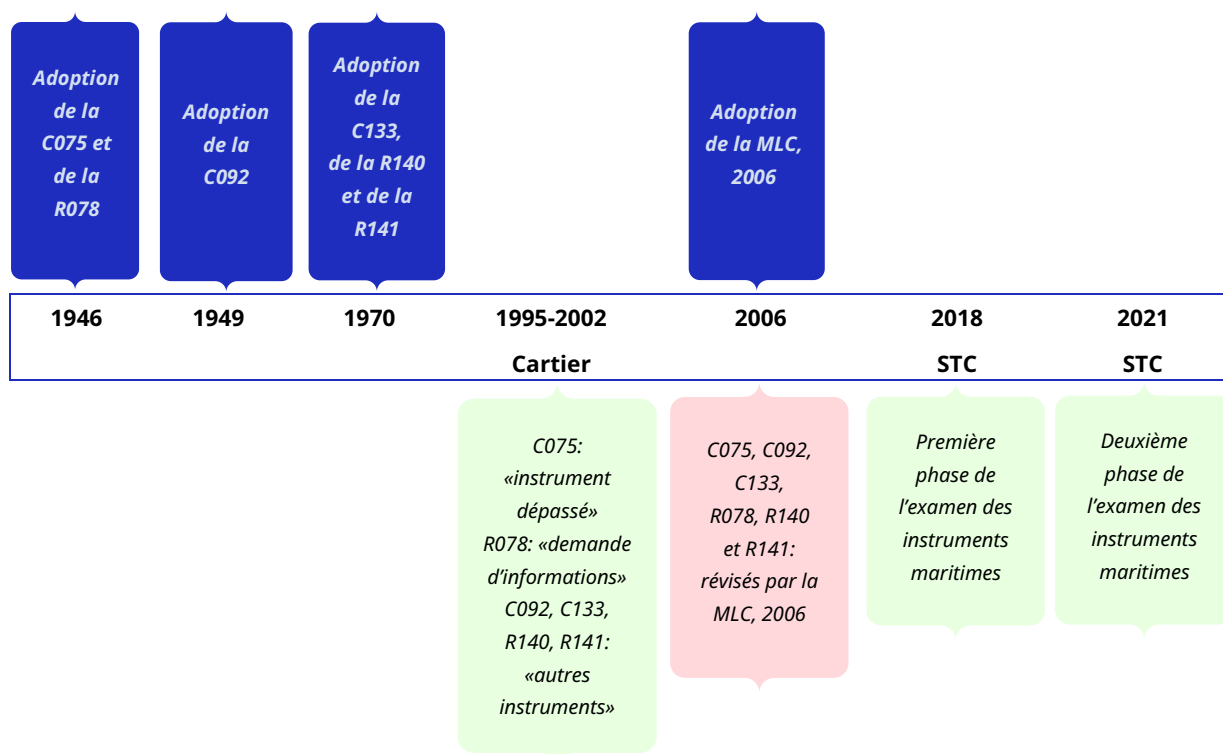 Adoption
de la
C075 et
de la
R078
Adoption
de la
C092
Adoption
de la
C133,
de la R140
et de la
R141
Adoption
de la MLC,
2006
1946
1949
1970
1995-2002
Cartier
2006
2018
STC
2021
STC
C075:
«instrument
dépassé»
R078: «demande
d’informations»
C092, C133,
R140, R141:
«autres
instruments»
C075, C092,
C133,
R078, R140
et R141:
révisés par la
MLC, 2006
Première
phase de
l’examen des
instruments
maritimes
Deuxième
phase de
l’examen des
instruments
maritimes